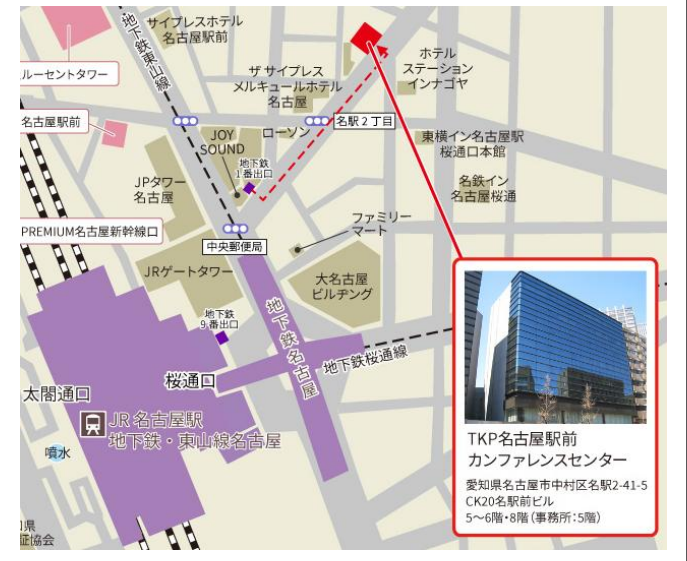 地下鉄東山線
サイプレスホテル
名古屋駅前
ルーセントタワー
名古屋駅前
PREMIUM名古屋新幹線口
ホテル
ステーション
インナゴヤ
ザ サイプレス
メルキュールホテル
名古屋
名駅2丁目
JOY
SOUND
ローソン
地下鉄
1番出口
東横イン名古屋駅
桜通口本館
名鉄イン
名古屋桜通
JPタワー
名古屋
ファミリー
マート
中央郵便局
JRゲートタワー
大名古屋
ビルヂング
地下鉄
9番出口
地下鉄名古屋
地下鉄桜通線
桜通口
太閤通口
JR 名古屋駅
地下鉄・東山線名古屋
噴水
県
証協会
TKP名古屋駅前
カンファレンスセンター
愛知県名古屋市中村区名駅2-41-5
CK20名駅前ビル
5〜6階・8階（事務所：5階）